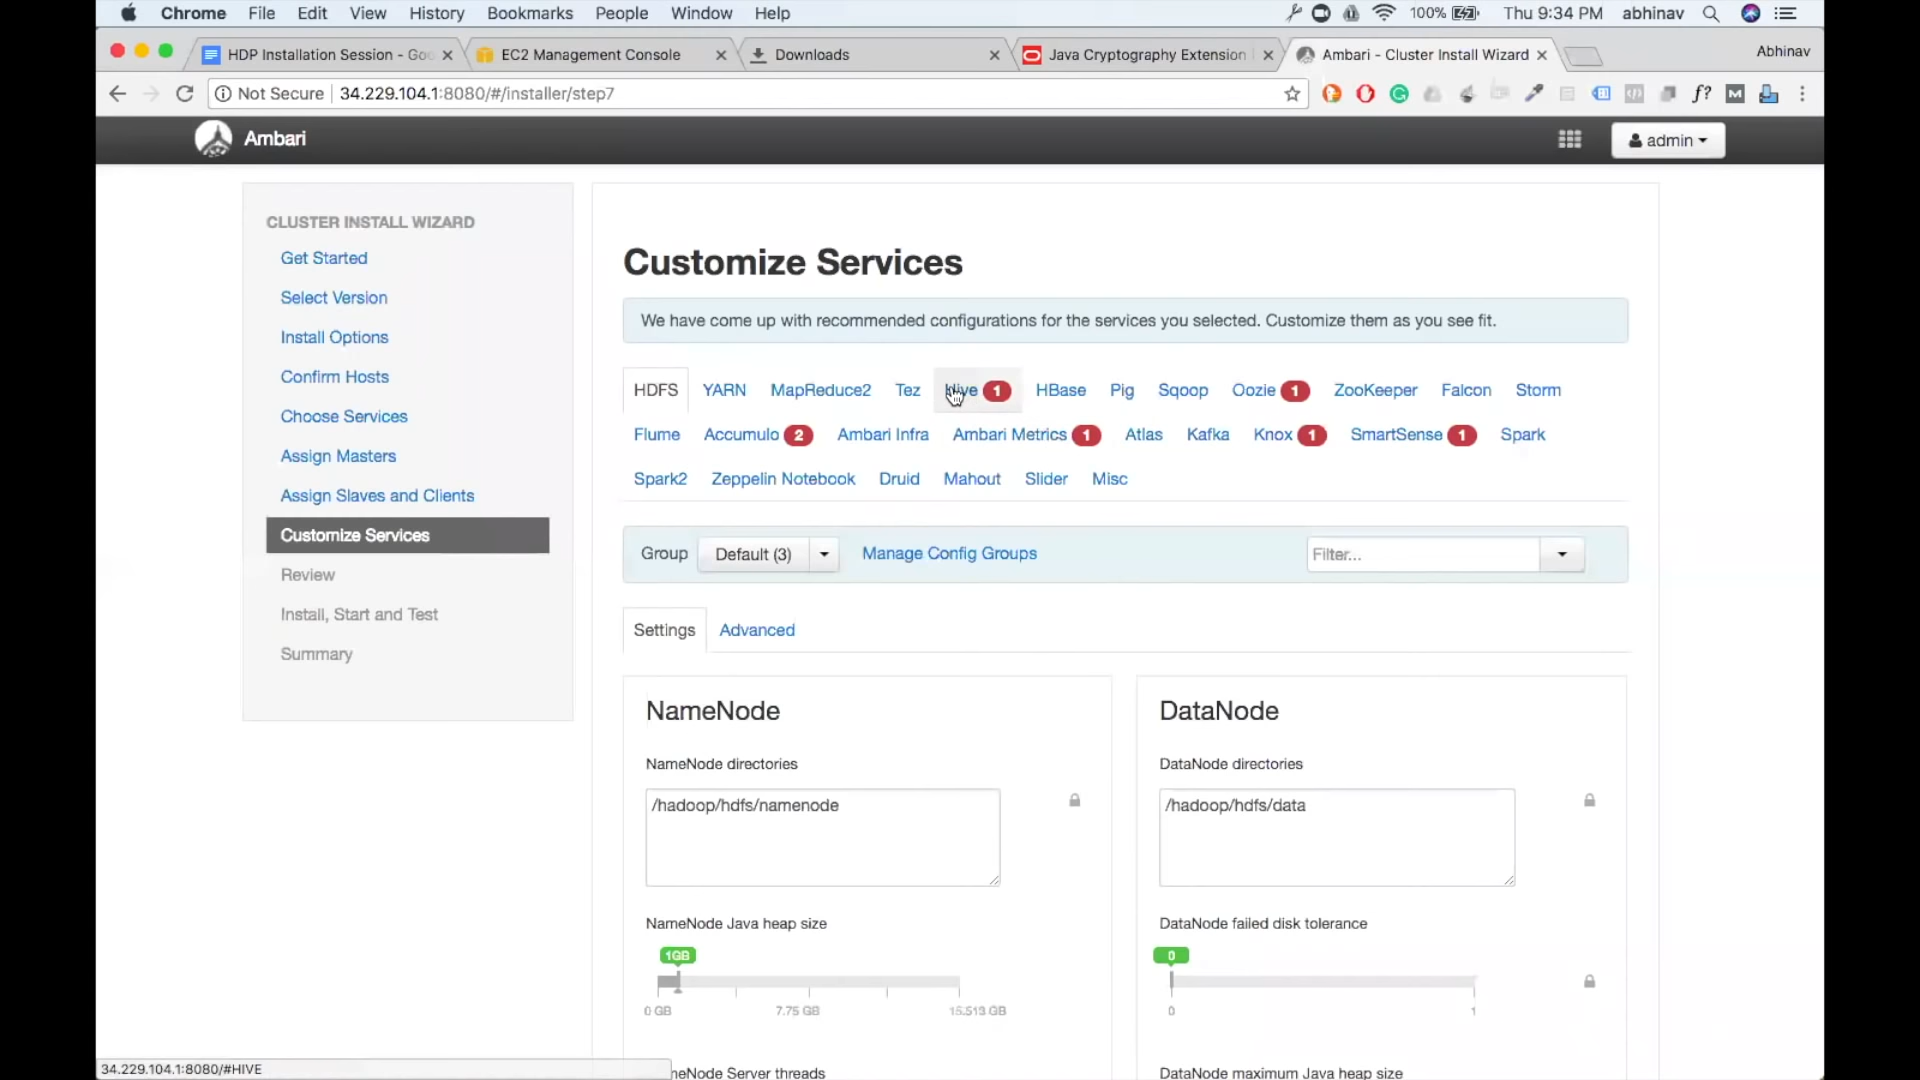 Chrome File Edit View History Bookmarks People Window Help 100% Thu 9:34 PM abhinav
HDP Installation Session - Goo EC2 Management Console Downloads Java Cryptography Extension Ambari - Cluster Install Wizard Abhinav
Not Secure 34.229.104.1:8080/#/installer/step7 f? M
Ambari admin
CLUSTER INSTALL WIZARD
Get Started
Select Version
Install Options
Confirm Hosts
Choose Services
Assign Masters
Assign Slaves and Clients
Customize Services
Review
Install, Start and Test
Summary
Customize Services
We have come up with recommended configurations for the services you selected. Customize them as you see fit.
HDFS YARN MapReduce2 Tez Hive 1 HBase Pig Sqoop Oozie 1 ZooKeeper Falcon Storm
Flume Accumulo 2 Ambari Infra Ambari Metrics 1 Atlas Kafka Knox 1 SmartSense 1 Spark
Spark2 Zeppelin Notebook Druid Mahout Slider Misc
Group Default (3) Manage Config Groups Filter...
Settings Advanced
NameNode
NameNode directories
/hadoop/hdfs/namenode
NameNode Java heap size
1GB
0 GB 7.75 GB 15.513 GB
NameNode Server threads
DataNode
DataNode directories
/hadoop/hdfs/data
DataNode failed disk tolerance
0
0 1
DataNode maximum Java heap size
34.229.104.1:8080/#HIVE